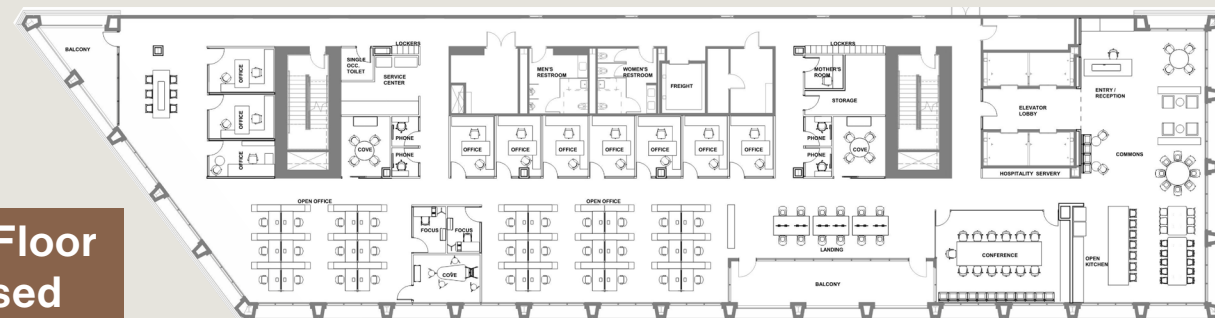 BALCONY
OFFICE
OFFICE
OFFICE
SINGLE
OCC.
TOILET
LOCKERS
SERVICE
CENTER
COVE
PHONE
PHONE
MEN'S
RESTROOM
WOMEN'S
RESTROOM
FREIGHT
OFFICE
OFFICE
OFFICE
OFFICE
OFFICE
OFFICE
OFFICE
LOCKERS
MOTHER'S
ROOM
STORAGE
PHONE
PHONE
COVE
ELEVATOR
LOBBY
HOSPITALITY SERVERY
ENTRY /
RECEPTION
COMMONS
OPEN OFFICE
FOCUS
FOCUS
COVE
OPEN OFFICE
LANDING
BALCONY
CONFERENCE
OPEN
KITCHEN
Floor
sed